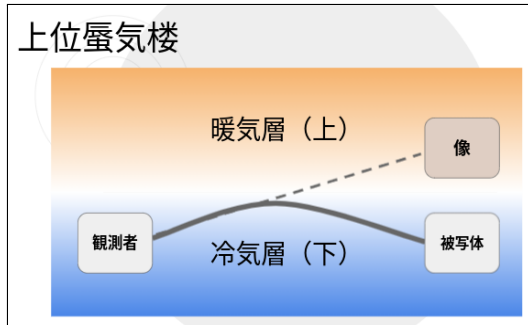 上位蜃気楼
暖気層（上）
像
観測者
冷気層（下）
被写体